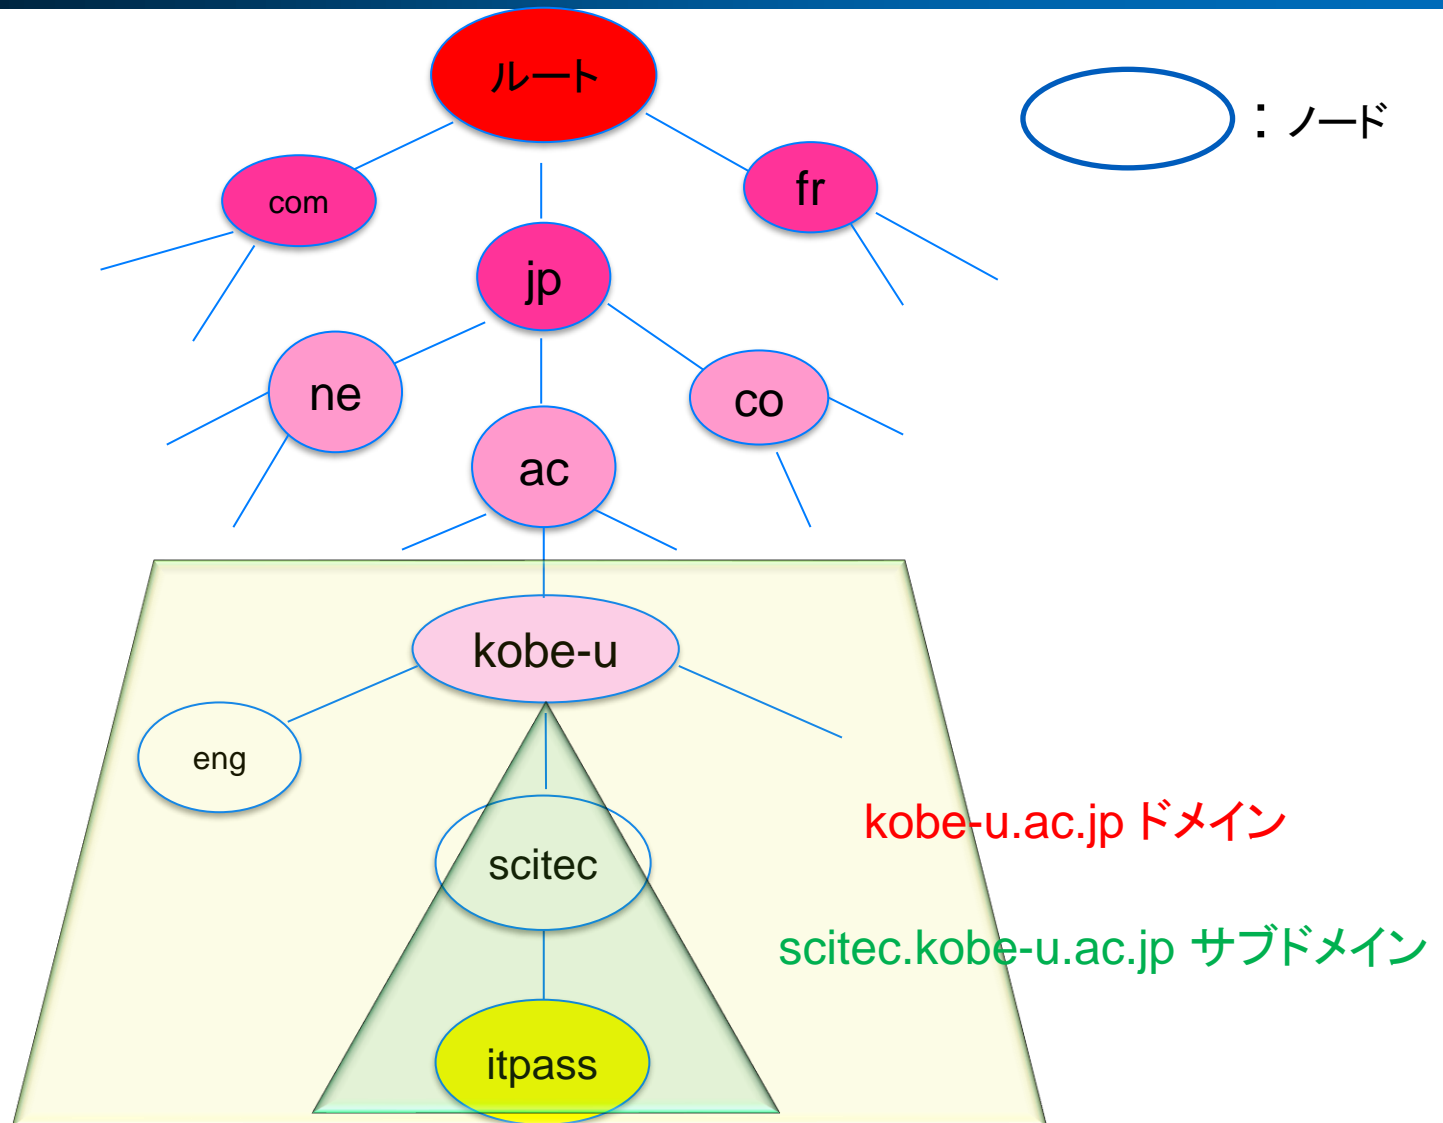 ルート
: ノード
com
fr
jp
ne
co
ac
kobe-u
eng
kobe-u.ac.jp ドメイン
scitec
scitec.kobe-u.ac.jp サブドメイン
itpass